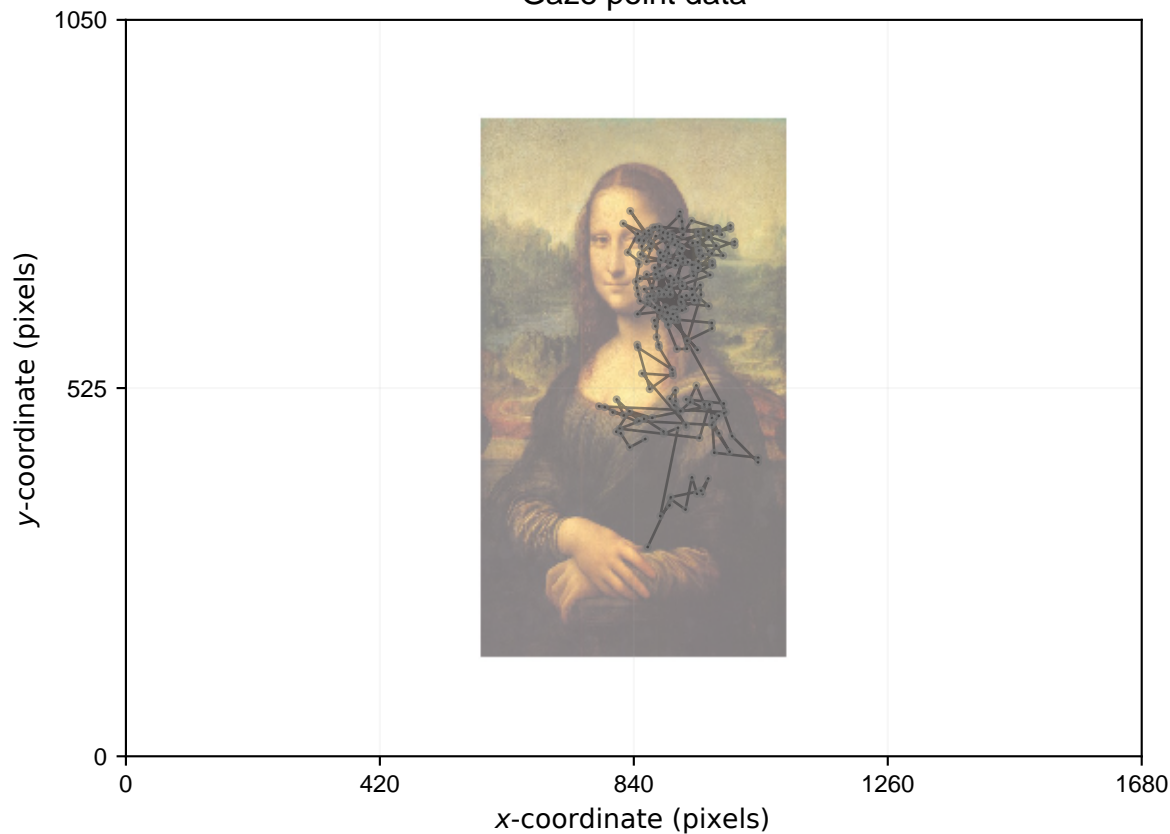 Gaze point data
1050
525
0
0
420
840
1260
1680
y-coordinate (pixels)
x-coordinate (pixels)